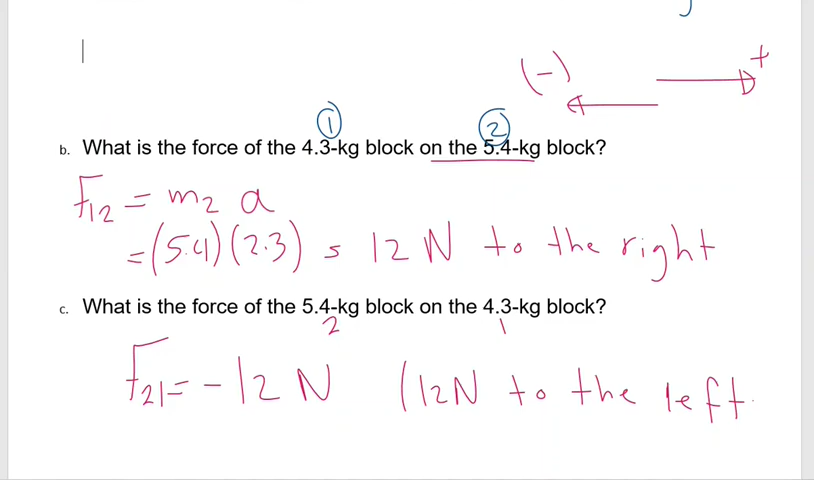 (-) +
① ②
b. What is the force of the 4.3-kg block on the 5.4-kg block?
F12 = m2 a
= (5.4)(2.3) = 12 N to the right
c. What is the force of the 5.4-kg block on the 4.3-kg block?
2 1
F21 = -12 N (12N to the left.